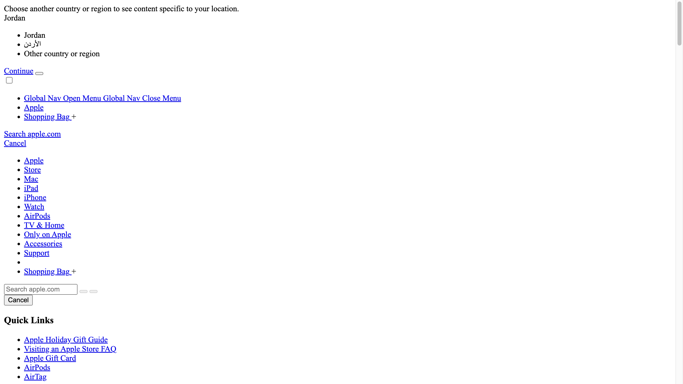 Choose another country or region to see content specific to your location.
Jordan
Jordan
الأردن
Other country or region
Continue
Global Nav Open Menu Global Nav Close Menu
Apple
Shopping Bag +
Search apple.com
Cancel
Apple
Store
Mac
iPad
iPhone
Watch
AirPods
TV & Home
Only on Apple
Accessories
Support
Shopping Bag +
Search apple.com
Cancel
Quick Links
Apple Holiday Gift Guide
Visiting an Apple Store FAQ
Apple Gift Card
AirPods
AirTag